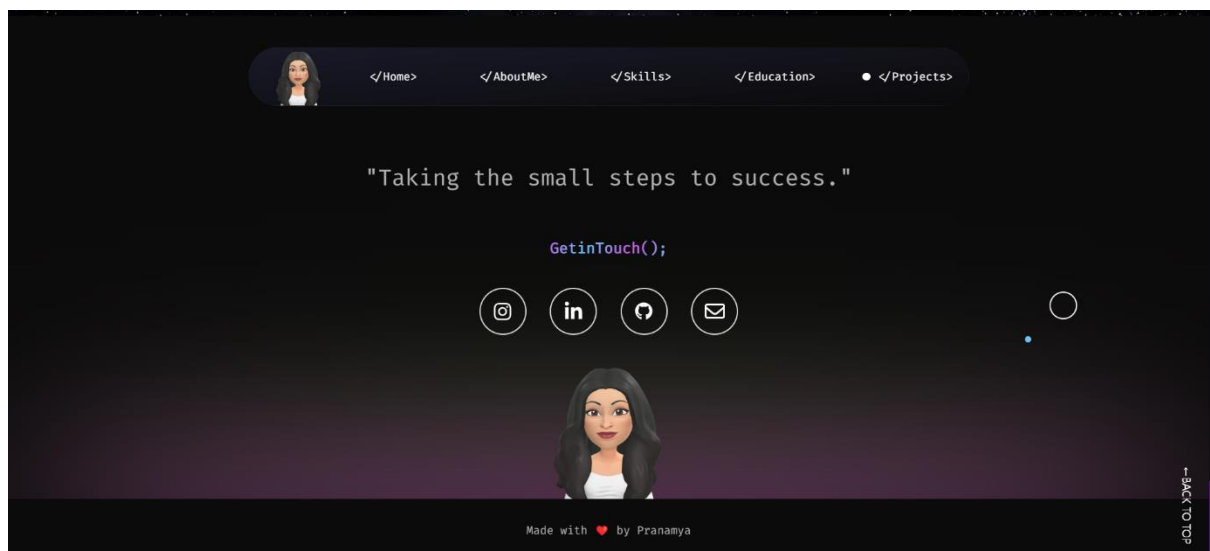 </Home> </AboutMe> </Skills> </Education> </Projects>
"Taking the small steps to success."
GetinTouch();
in
Made with ❤ by Pranamya
←BACK TO TOP